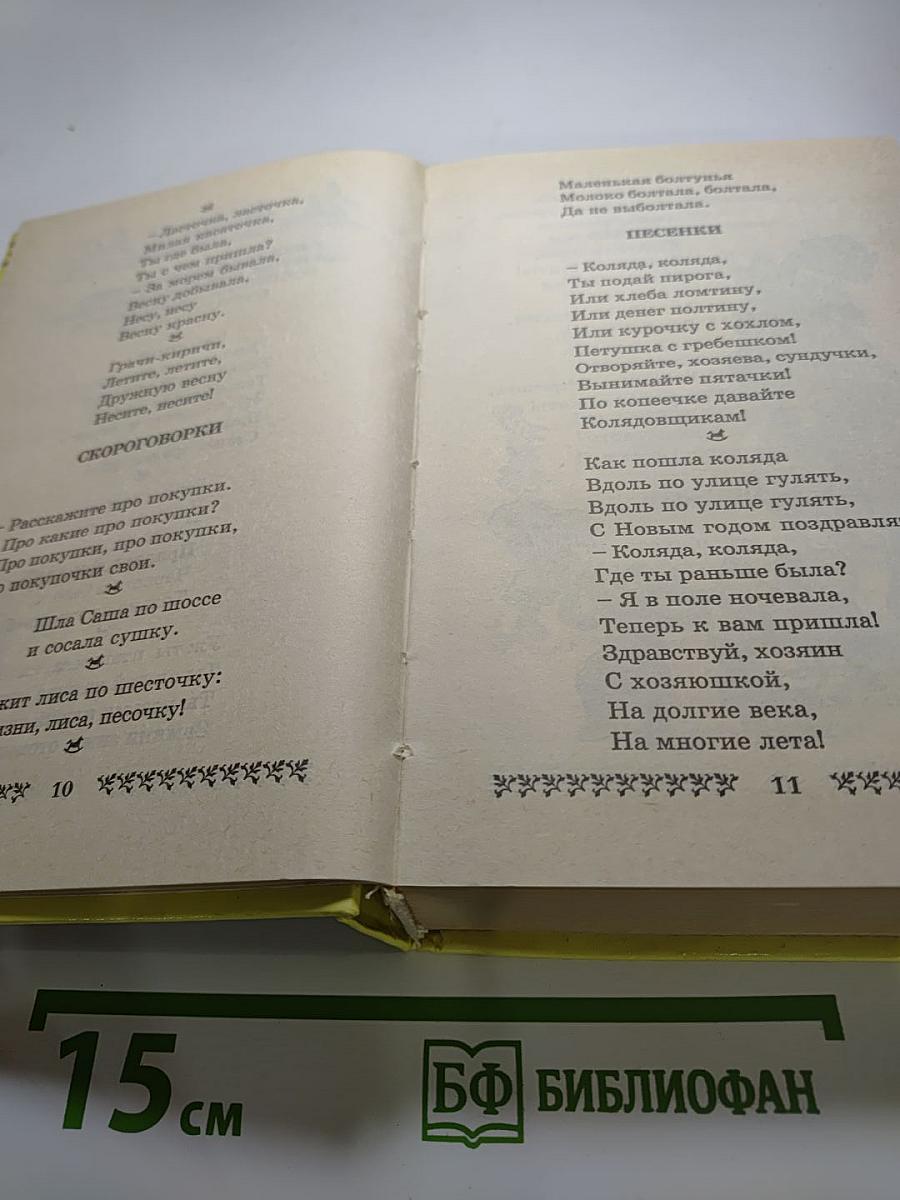 – Ласточка, ласточка,
Милая касаточка,
Ты где была,
Ты с чем пришла?
– За морем бывала,
Весну добывала,
Несу, несу
Весну красну.
Грачи-киричи,
Летите, летите,
Дружную весну
Несите, несите!
СКОРОГОВОРКИ
– Расскажите про покупки.
Про какие про покупки?
Про покупки, про покупки,
покупочки свои.
Шла Саша по шоссе
и сосала сушку.
жит лиса по шесточку:
изни, лиса, песочку!
10
Маленькая болтунья
Молоко болтала, болтала,
Да не выболтала.
ПЕСЕНКИ
– Коляда, коляда,
Ты подай пирога,
Или хлеба ломтину,
Или денег полтину,
Или курочку с хохлом,
Петушка с гребешком!
Отворяйте, хозяева, сундучки,
Вынимайте пятачки!
По копеечке давайте
Колядовщикам!
Как пошла коляда
Вдоль по улице гулять,
Вдоль по улице гулять,
С Новым годом поздравля
– Коляда, коляда,
Где ты раньше была?
– Я в поле ночевала,
Теперь к вам пришла!
Здравствуй, хозяин
С хозяюшкой,
На долгие века,
На многие лета!
11
15 см
БФ БИБЛИОФАН